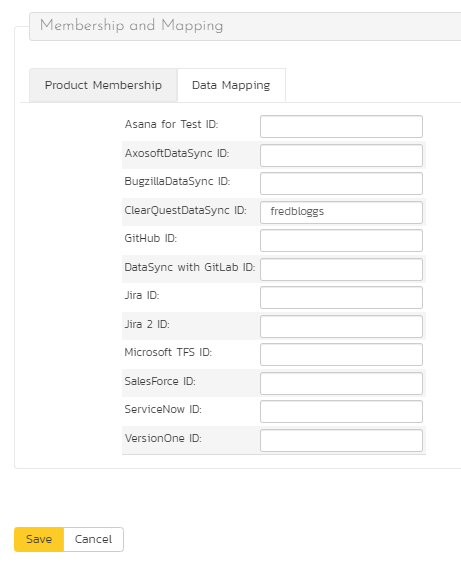 Membership and Mapping
Product Membership Data Mapping
Asana for Test ID:
AxosoftDataSync ID:
BugzillaDataSync ID:
ClearQuestDataSync ID: fredbloggs
GitHub ID:
DataSync with GitLab ID:
Jira ID:
Jira 2 ID:
Microsoft TFS ID:
SalesForce ID:
ServiceNow ID:
VersionOne ID:
Save Cancel